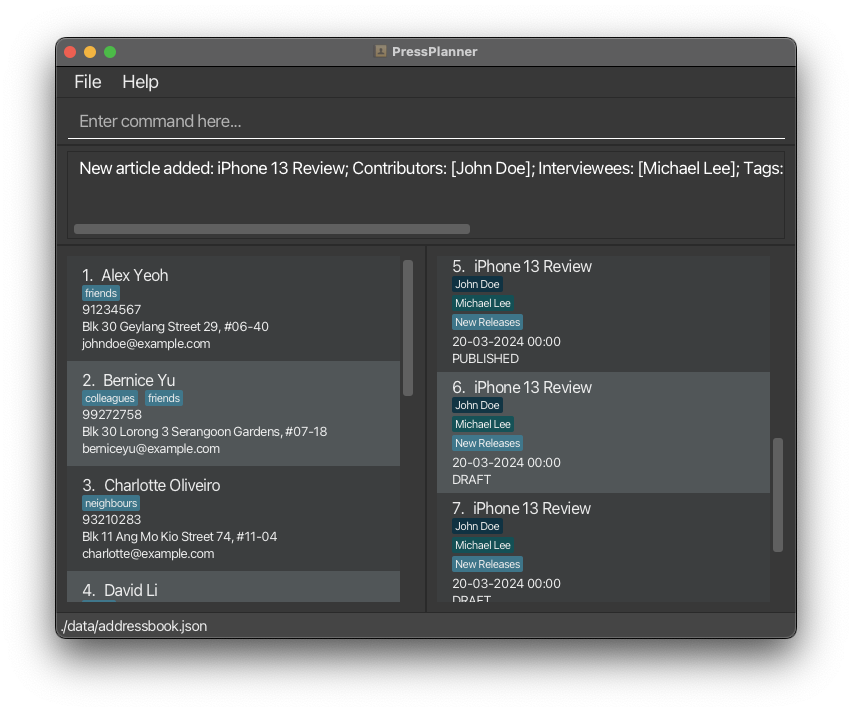 PressPlanner
File Help
Enter command here...
New article added: iPhone 13 Review; Contributors: [John Doe]; Interviewees: [Michael Lee]; Tags:
1. Alex Yeoh
friends
91234567
Blk 30 Geylang Street 29, #06-40
johndoe@example.com
2. Bernice Yu
colleagues friends
99272758
Blk 30 Lorong 3 Serangoon Gardens, #07-18
berniceyu@example.com
3. Charlotte Oliveiro
neighbours
93210283
Blk 11 Ang Mo Kio Street 74, #11-04
charlotte@example.com
4. David Li
5. iPhone 13 Review
John Doe
Michael Lee
New Releases
20-03-2024 00:00
PUBLISHED
6. iPhone 13 Review
John Doe
Michael Lee
New Releases
20-03-2024 00:00
DRAFT
7. iPhone 13 Review
John Doe
Michael Lee
New Releases
20-03-2024 00:00
DRAFT
./data/addressbook.json